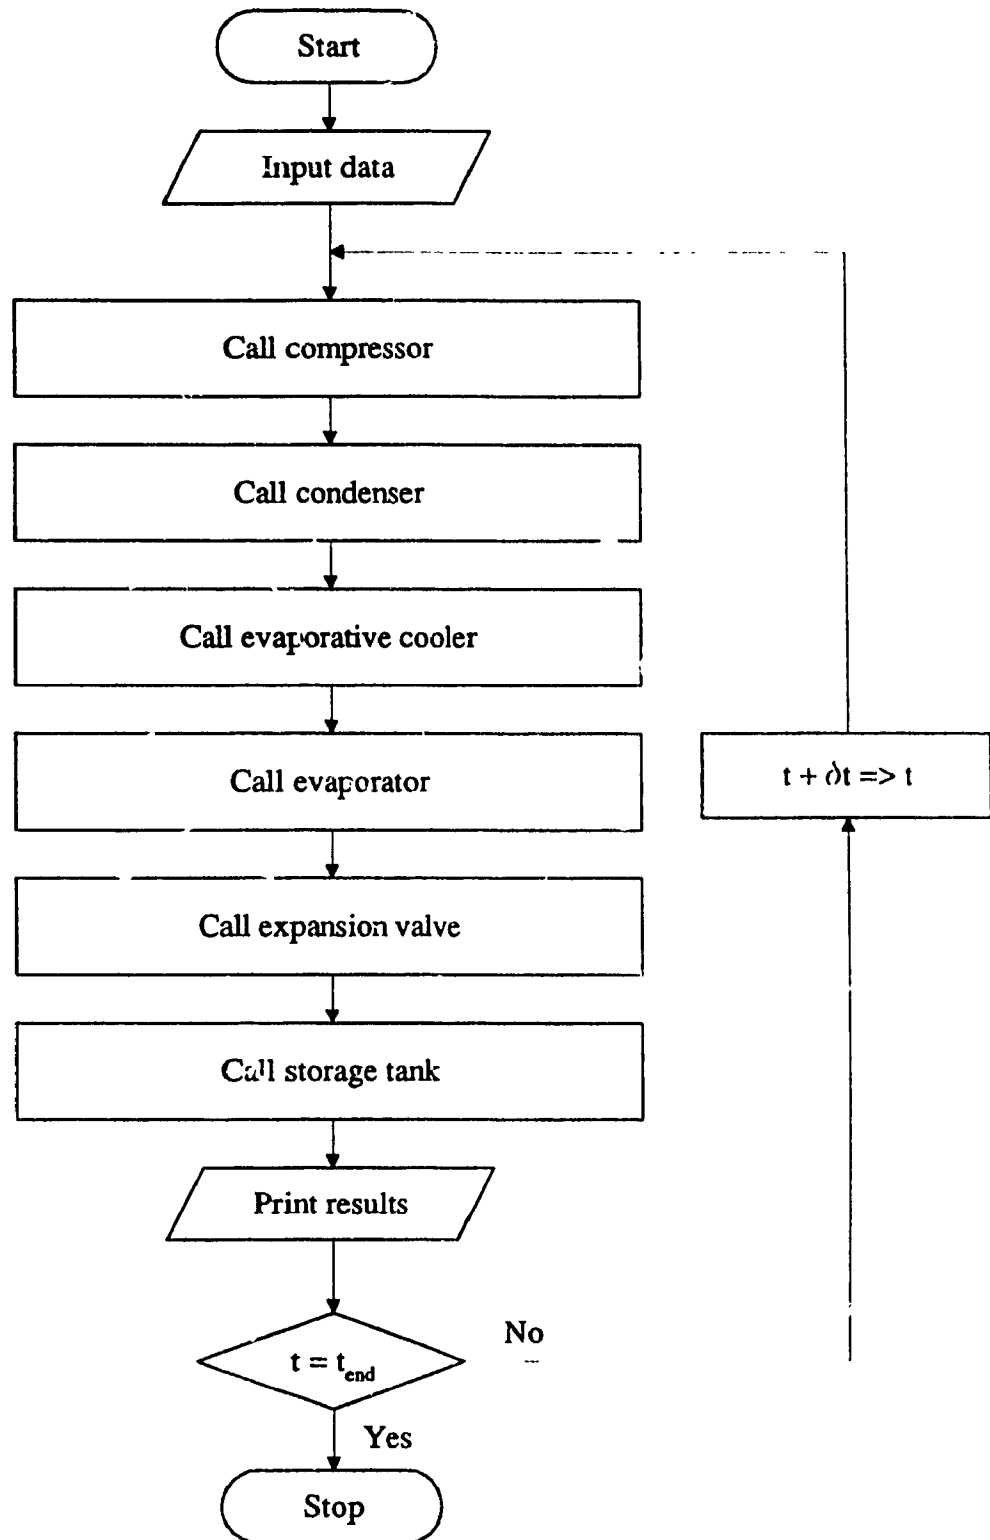 Start
Input data
Call compressor
Call condenser
Call evaporative cooler
Call evaporator
t + δt => t
Call expansion valve
Call storage tank
Print results
No
t = t_end
Yes
Stop